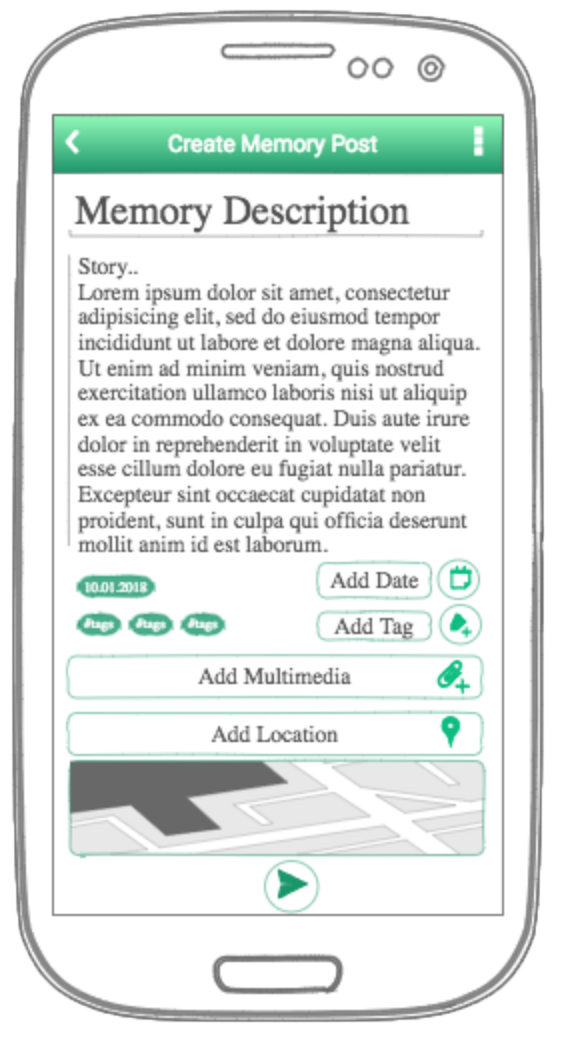 Create Memory Post
Memory Description
Story..
Lorem ipsum dolor sit amet, consectetur
adipisicing elit, sed do eiusmod tempor
incididunt ut labore et dolore magna aliqua.
Ut enim ad minim veniam, quis nostrud
exercitation ullamco laboris nisi ut aliquip
ex ea commodo consequat. Duis aute irure
dolor in reprehenderit in voluptate velit
esse cillum dolore eu fugiat nulla pariatur.
Excepteur sint occaecat cupidatat non
proident, sunt in culpa qui officia deserunt
mollit anim id est laborum.
10.01.2018 Add Date
#tags #tags #tags Add Tag
Add Multimedia
Add Location